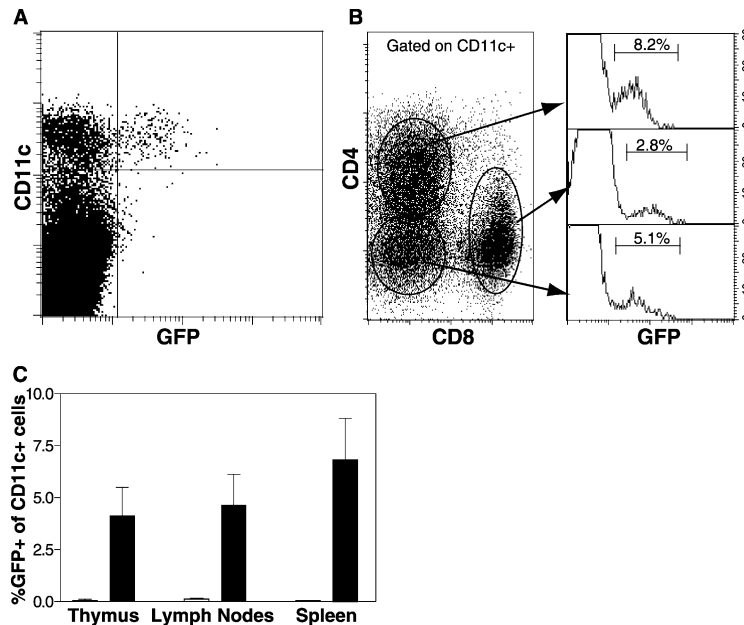 A
CD11c
GFP
B
Gated on CD11c+
CD4
CD8
8.2%
2.8%
5.1%
GFP
C
%GFP+ of CD11c+ cells
10.0
7.5
5.0
2.5
0.0
Thymus Lymph Nodes Spleen